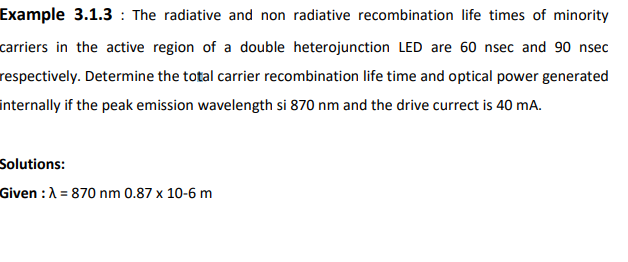 Example 3.1.3 : The radiative and non radiative recombination life times of minority
carriers in the active region of a double heterojunction LED are 60 nsec and 90 nsec
respectively. Determine the total carrier recombination life time and optical power generated
internally if the peak emission wavelength si 870 nm and the drive currect is 40 mA.
Solutions:
Given : λ = 870 nm 0.87 x 10-6 m